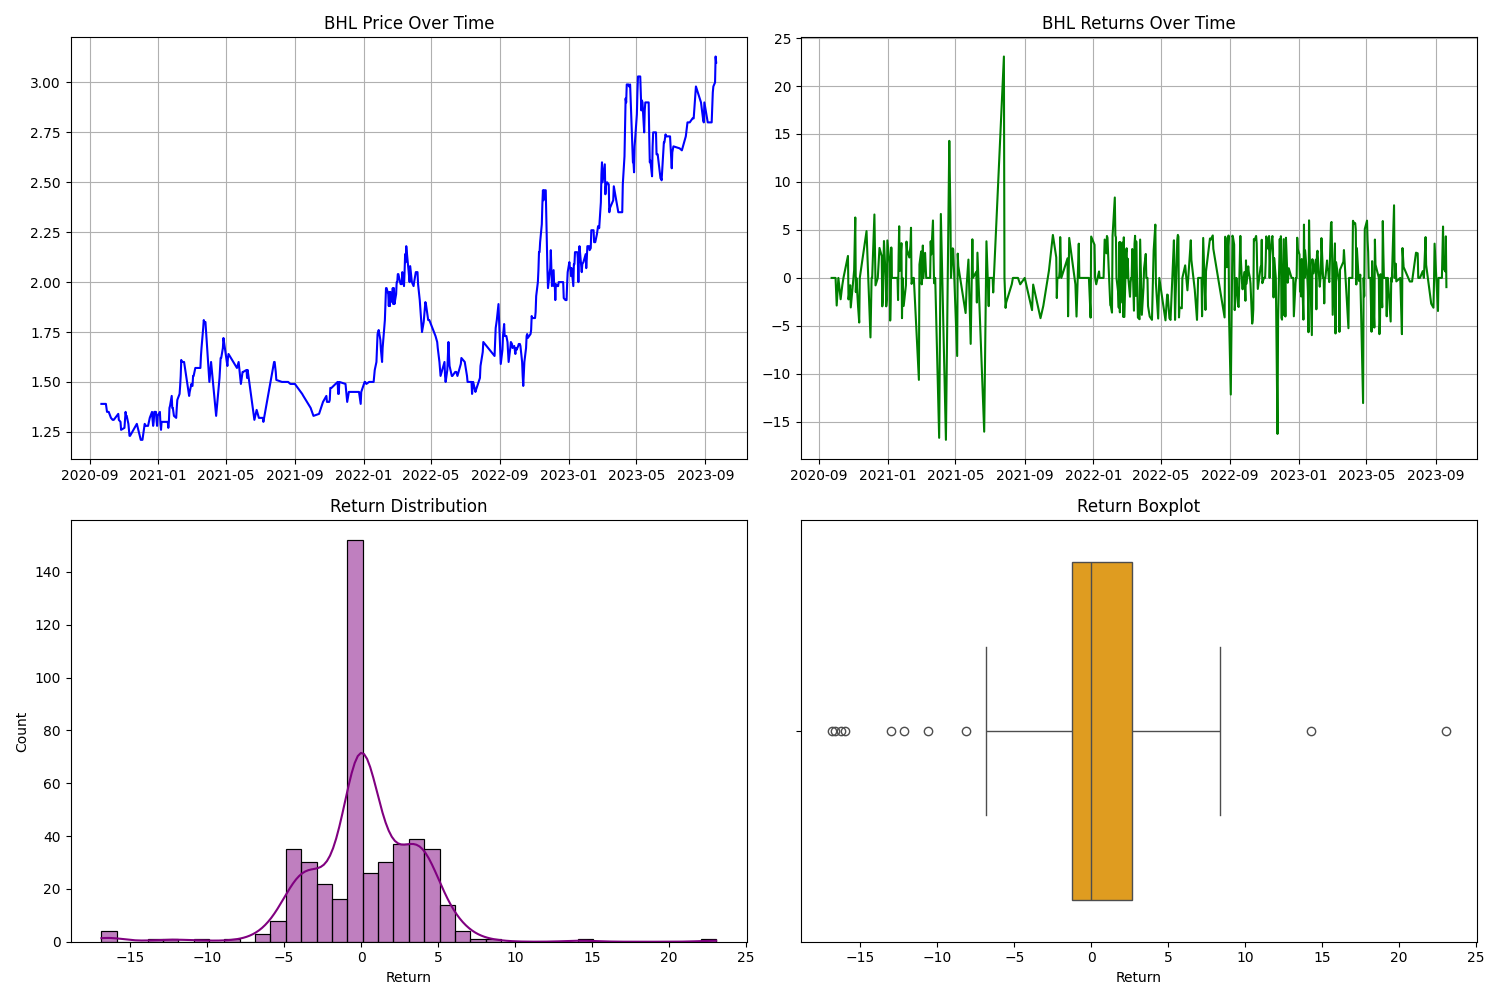 BHL Price Over Time
3.00
2.75
2.50
2.25
2.00
1.75
1.50
1.25
2020-09 2021-01 2021-05 2021-09 2022-01 2022-05 2022-09 2023-01 2023-05 2023-09
BHL Returns Over Time
25
20
15
10
5
0
−5
−10
−15
2020-09 2021-01 2021-05 2021-09 2022-01 2022-05 2022-09 2023-01 2023-05 2023-09
Return Distribution
Count
140
120
100
80
60
40
20
0
−15 −10 −5 0 5 10 15 20 25
Return
Return Boxplot
−15 −10 −5 0 5 10 15 20 25
Return